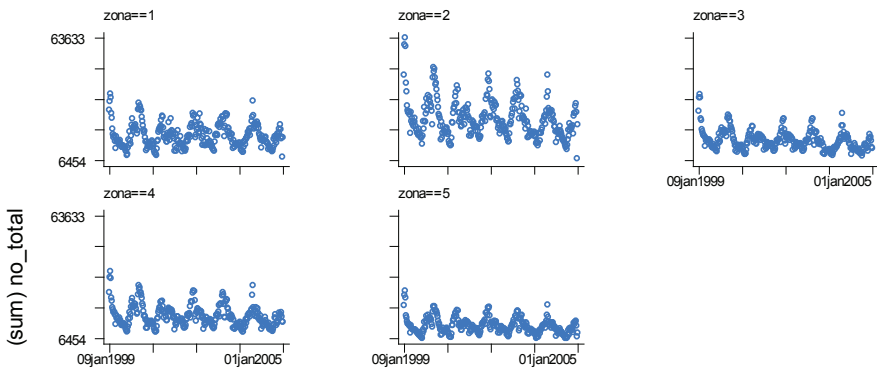 zona==1
zona==2
zona==3
63633
6454
09jan1999
01jan2005
zona==4
zona==5
63633
6454
09jan1999
01jan2005
09jan1999
01jan2005
(sum) no_total